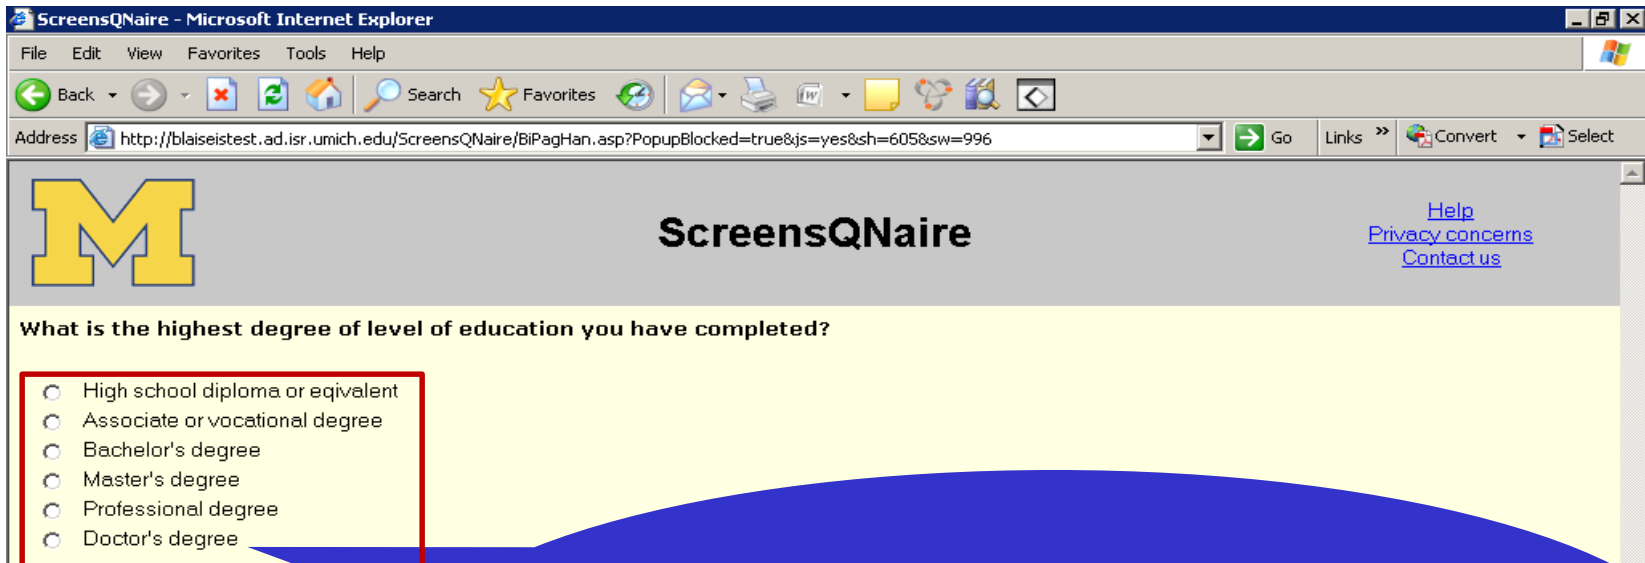 ScreensQNaire - Microsoft Internet Explorer
File Edit View Favorites Tools Help
Back Search Favorites W
Address http://blaiseistest.ad.isr.umich.edu/ScreensQNaire/BiPagHan.asp?PopupBlocked=true&js=yes&sh=605&sw=996 Go Links » Convert Select
M
ScreensQNaire
Help
Privacy concerns
Contact us
What is the highest degree of level of education you have completed?
High school diploma or eqivalent
Associate or vocational degree
Bachelor's degree
Master's degree
Professional degree
Doctor's degree